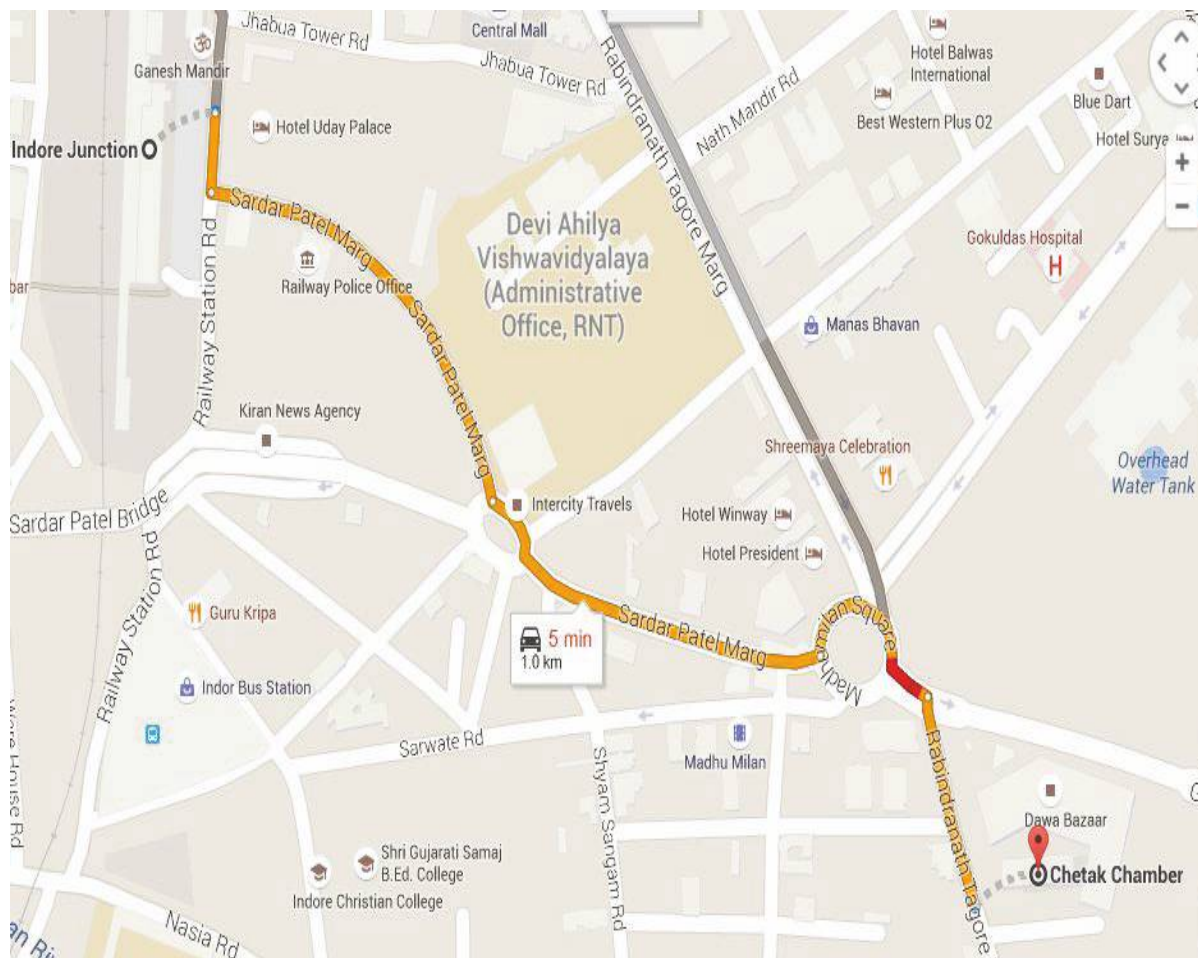 Jhabua Tower Rd
Central Mall
Ganesh Mandir
Jhabua Tower Rd
Rabindranath Tagore Marg
Nath Mandir Rd
Hotel Balwas
International
Blue Dart
Best Western Plus O2
Hotel Uday Palace
Indore Junction
Hotel Surya
+
−
Sardar Patel Marg
Devi Ahilya
Vishwavidyalaya
(Administrative
Office, RNT)
Gokuldas Hospital
H
Railway Police Office
bar
Railway Station Rd
Sardar Patel Marg
Manas Bhavan
Kiran News Agency
Shreemaya Celebration
Overhead
Water Tank
Intercity Travels
Sardar Patel Bridge
Hotel Winway
Hotel President
Railway Station Rd
Guru Kripa
5 min
1.0 km
Sardar Patel Marg
Madhumilan Square
Indor Bus Station
Sarwate Rd
Madhu Milan
Shyam Sangam Rd
Rabindranath Tagore
Dawa Bazaar
Chetak Chamber
Shri Gujarati Samaj
B.Ed. College
Indore Christian College
Nasia Rd